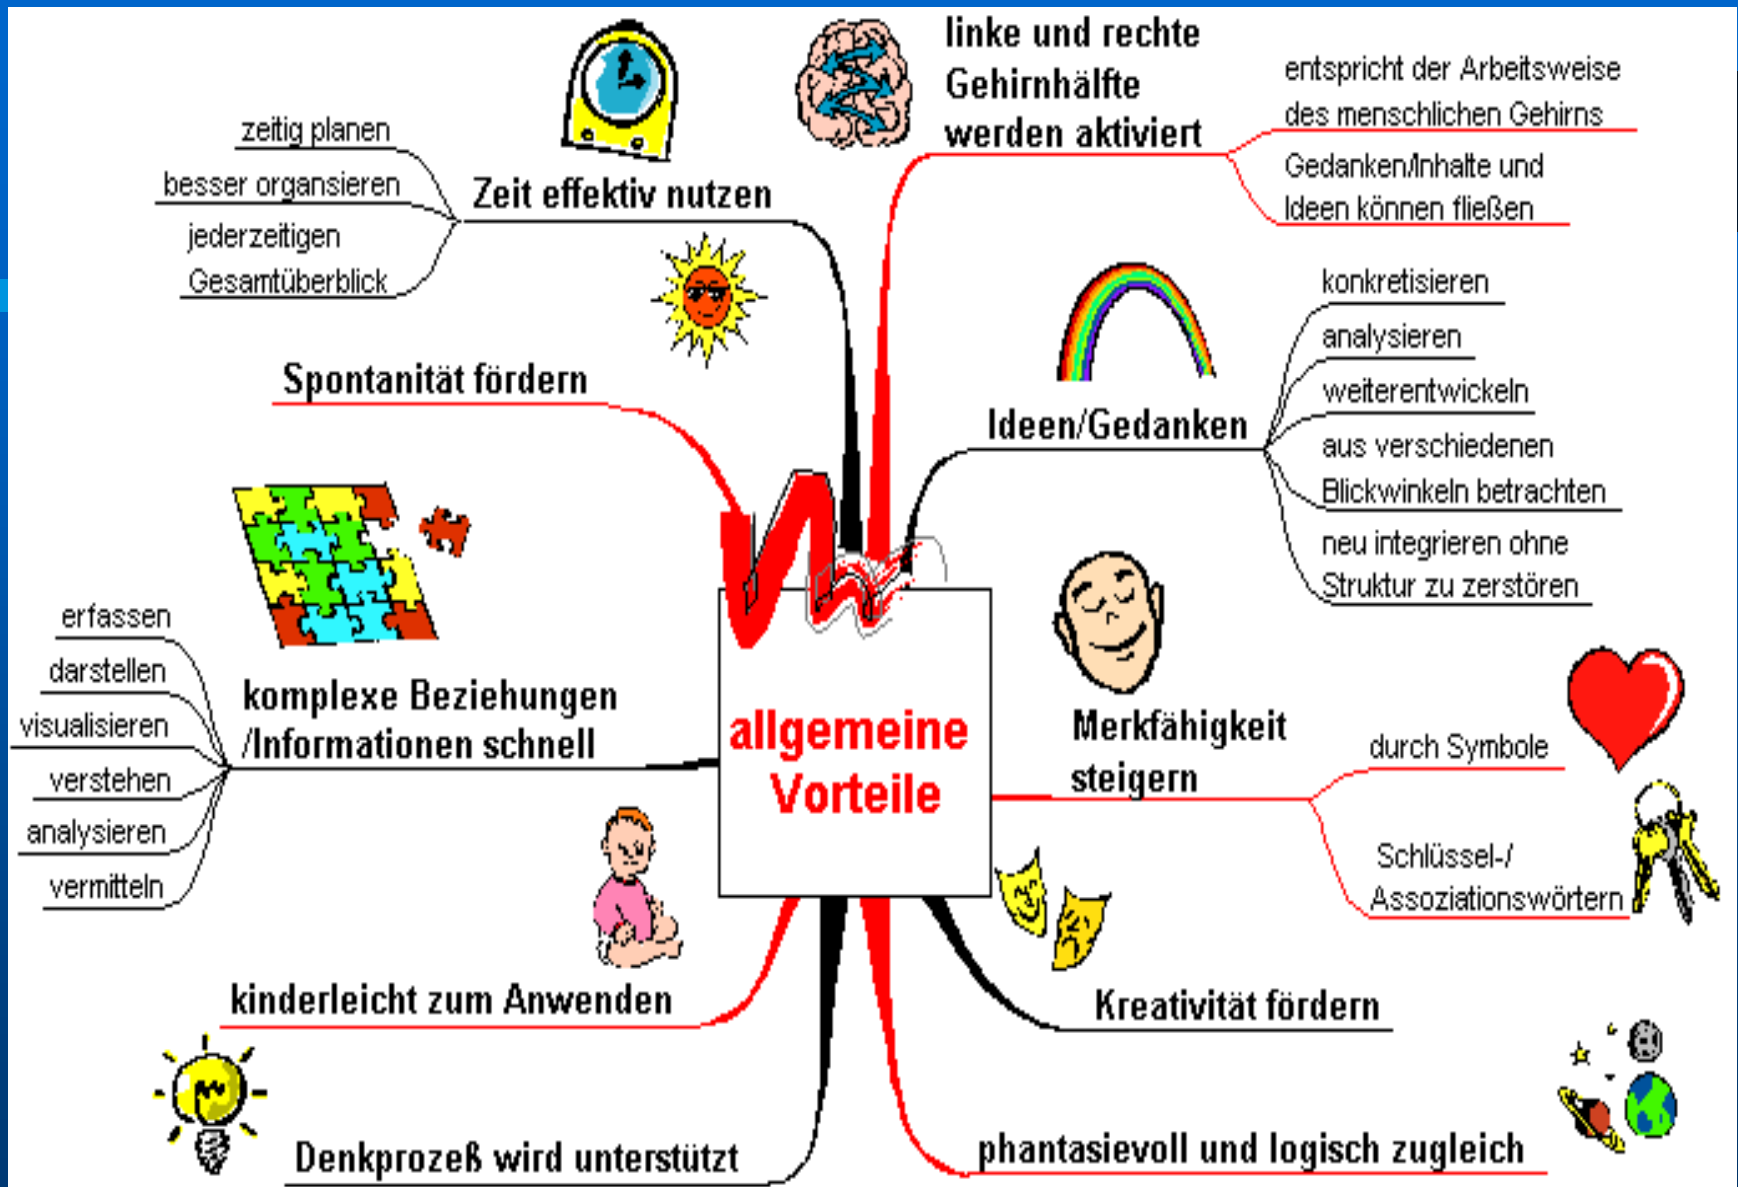 allgemeine
Vorteile
linke und rechte
Gehirnhälfte
werden aktiviert
entspricht der Arbeitsweise
des menschlichen Gehirns
Gedanken/Inhalte und
Ideen können fließen
Ideen/Gedanken
konkretisieren
analysieren
weiterentwickeln
aus verschiedenen
Blickwinkeln betrachten
neu integrieren ohne
Struktur zu zerstören
Merkfähigkeit
steigern
durch Symbole
Schlüssel-/
Assoziationswörtern
Kreativität fördern
phantasievoll und logisch zugleich
Denkprozeß wird unterstützt
kinderleicht zum Anwenden
komplexe Beziehungen
/Informationen schnell
erfassen
darstellen
visualisieren
verstehen
analysieren
vermitteln
Spontanität fördern
Zeit effektiv nutzen
zeitig planen
besser organsieren
jederzeitigen
Gesamtüberblick